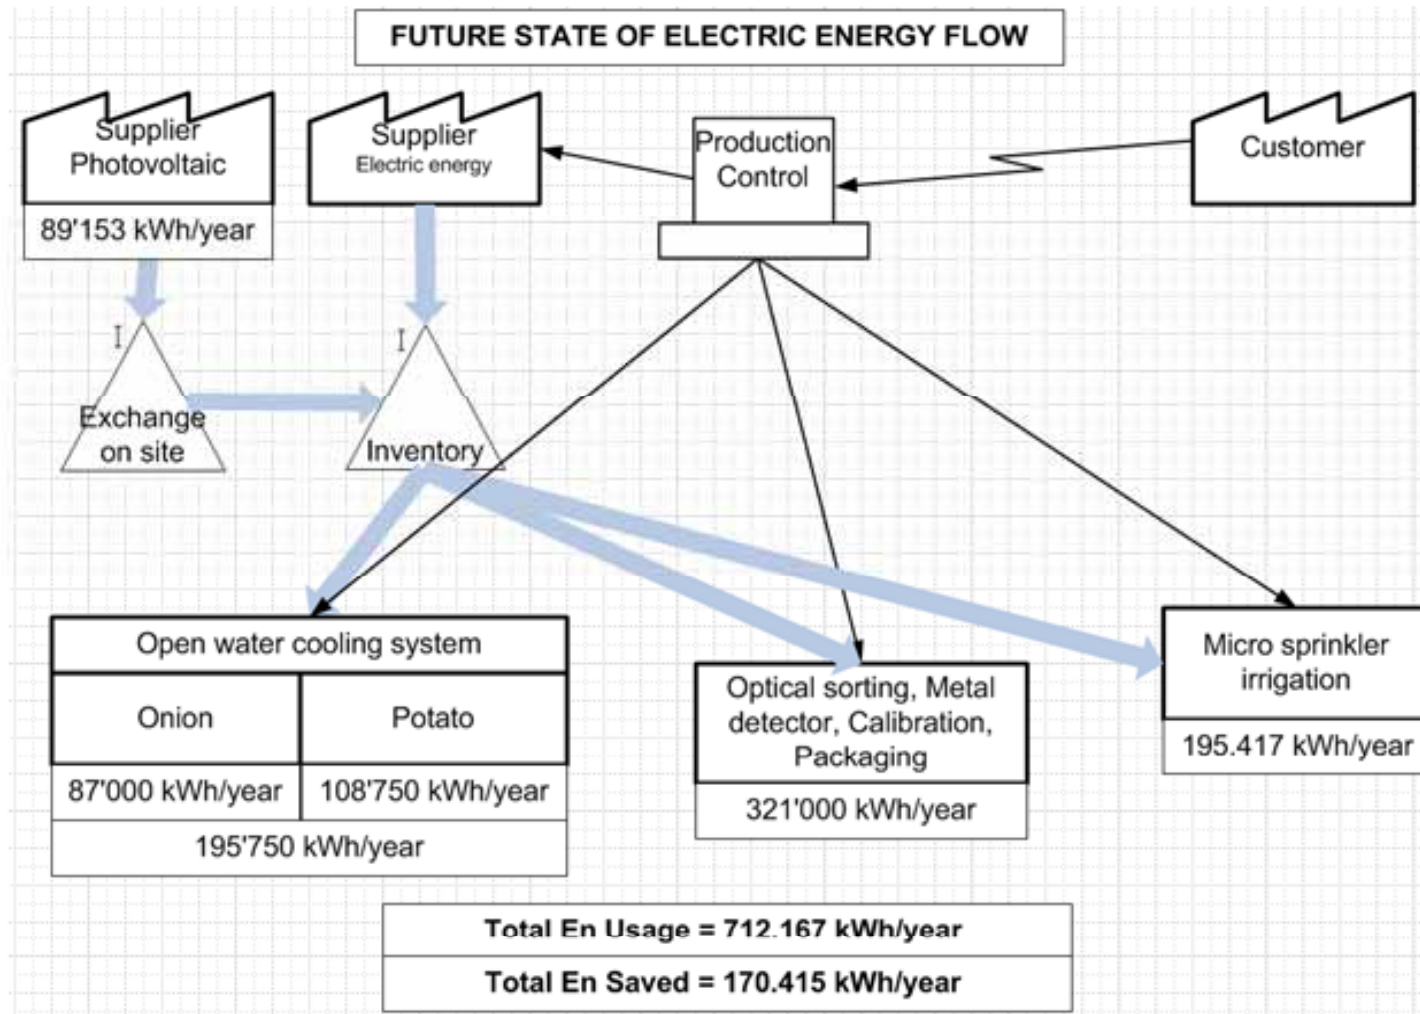 FUTURE STATE OF ELECTRIC ENERGY FLOW
Supplier
Photovoltaic
89'153 kWh/year
Supplier
Electric energy
Production
Control
Customer
I
Exchange
on site
I
Inventory
Open water cooling system
Onion
Potato
87'000 kWh/year
108'750 kWh/year
195'750 kWh/year
Optical sorting, Metal
detector, Calibration,
Packaging
321'000 kWh/year
Micro sprinkler
irrigation
195.417 kWh/year
Total En Usage = 712.167 kWh/year
Total En Saved = 170.415 kWh/year